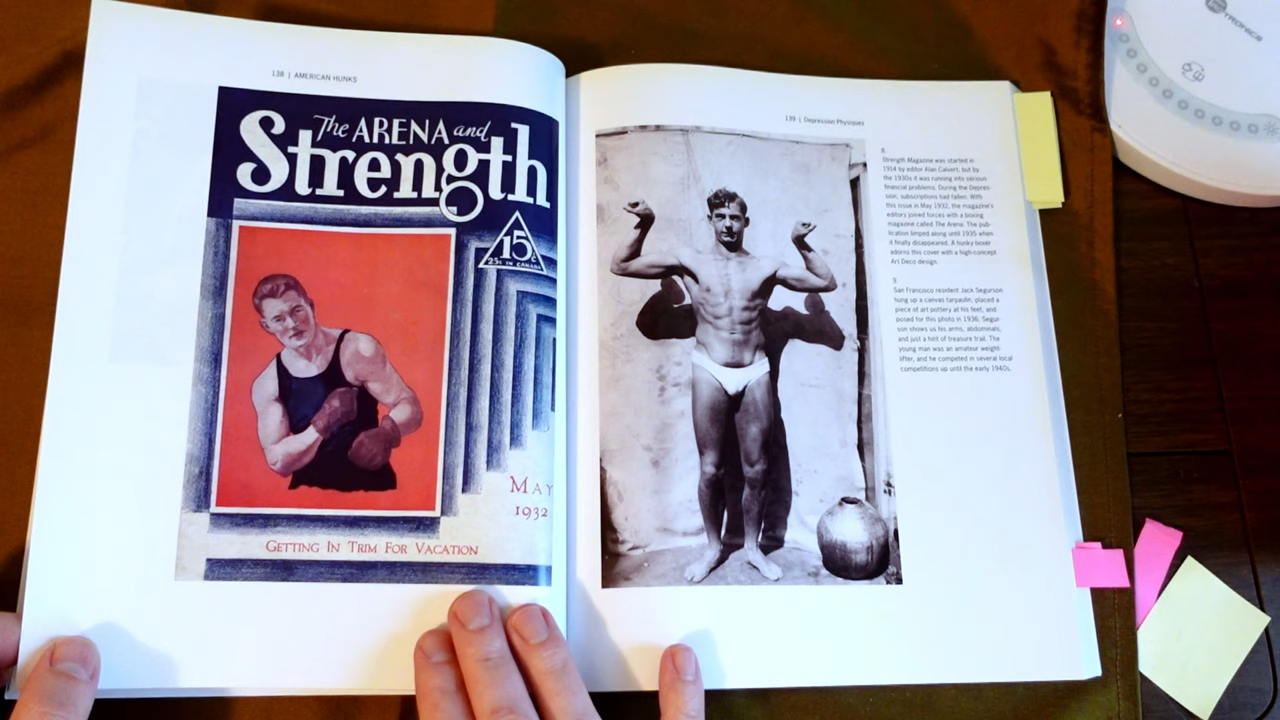 138 | AMERICAN HUNKS
The ARENA and
Strength
15¢
25¢ IN CANADA
MAY
1932
GETTING IN TRIM FOR VACATION
139 | Depression Physiques
8.
Strength Magazine was started in
1914 by editor Alan Calvert, but by
the 1930s it was running into serious
financial problems. During the Depres-
sion, subscriptions had fallen. With
this issue in May 1932, the magazine's
editors joined forces with a boxing
magazine called The Arena. The pub-
lication limped along until 1935 when
it finally disappeared. A hunky boxer
adorns this cover with a high-concept
Art Deco design.
9.
San Francisco resident Jack Segurson
hung up a canvas tarpaulin, placed a
piece of art pottery at his feet, and
posed for this photo in 1936. Segur-
son shows us his arms, abdominals,
and just a hint of treasure trail. The
young man was an amateur weight-
lifter, and he competed in several local
competitions up until the early 1940s.
TRONICS